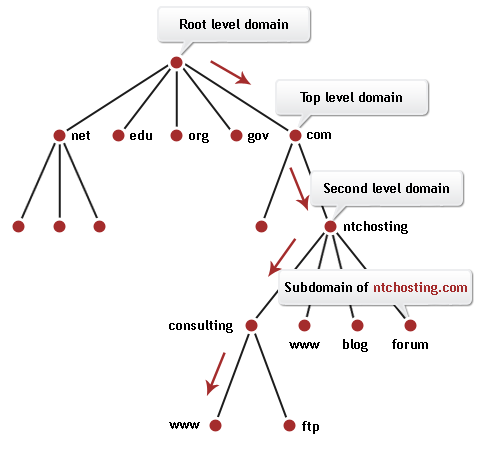 Root level domain
Top level domain
net
edu
org
gov
com
Second level domain
ntchosting
Subdomain of ntchosting.com
consulting
www
blog
forum
www
ftp